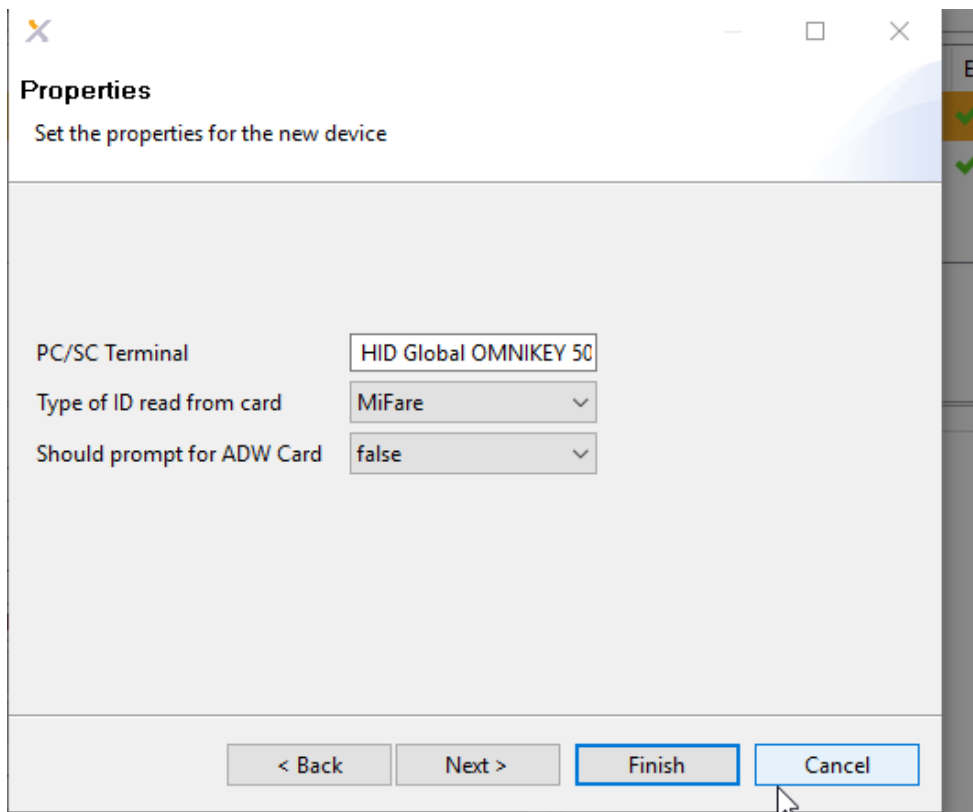 Properties
Set the properties for the new device
E
PC/SC Terminal HID Global OMNIKEY 50
Type of ID read from card MiFare
Should prompt for ADW Card false
< Back Next > Finish Cancel